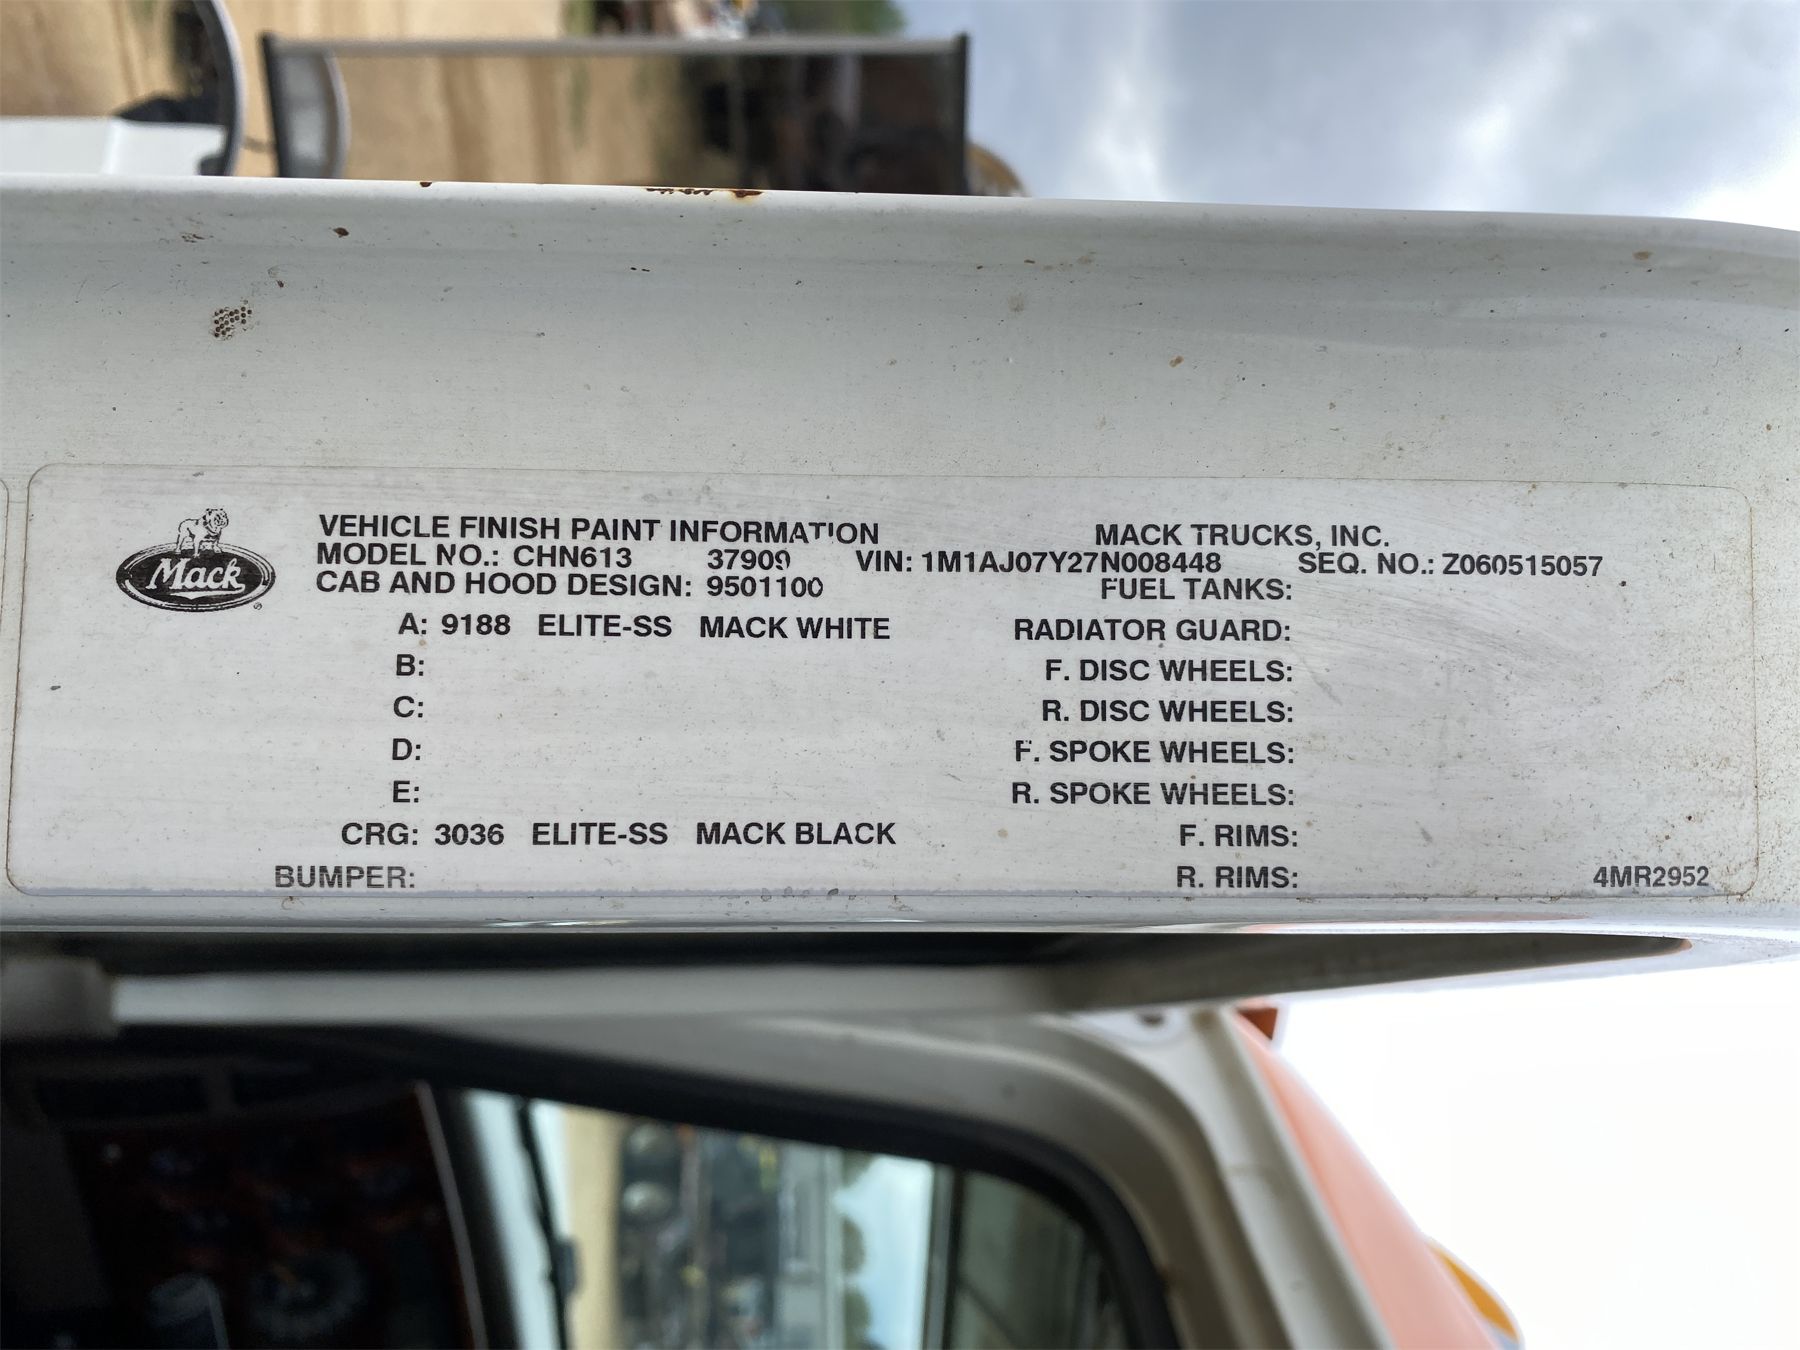 VEHICLE FINISH PAINT INFORMATION MACK TRUCKS, INC.
MODEL NO.: CHN613 37909 VIN: 1M1AJ07Y27N008448 SEQ. NO.: Z060515057
CAB AND HOOD DESIGN: 9501100 FUEL TANKS:
Mack
A: 9188 ELITE-SS MACK WHITE RADIATOR GUARD:
B: F. DISC WHEELS:
C: R. DISC WHEELS:
D: F. SPOKE WHEELS:
E: R. SPOKE WHEELS:
CRG: 3036 ELITE-SS MACK BLACK F. RIMS:
BUMPER: R. RIMS: 4MR2952